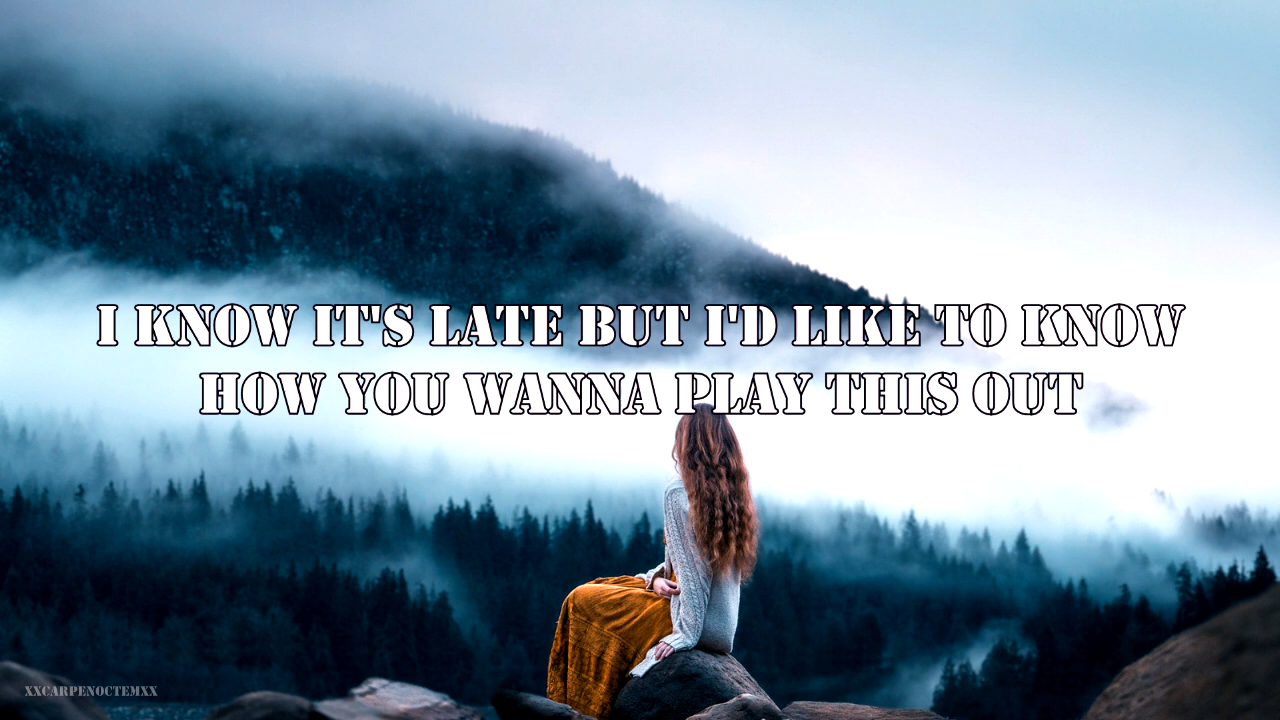 I KNOW IT'S LATE BUT I'D LIKE TO KNOW
HOW YOU WANNA PLAY THIS OUT
XXCARPENOCTEMXX